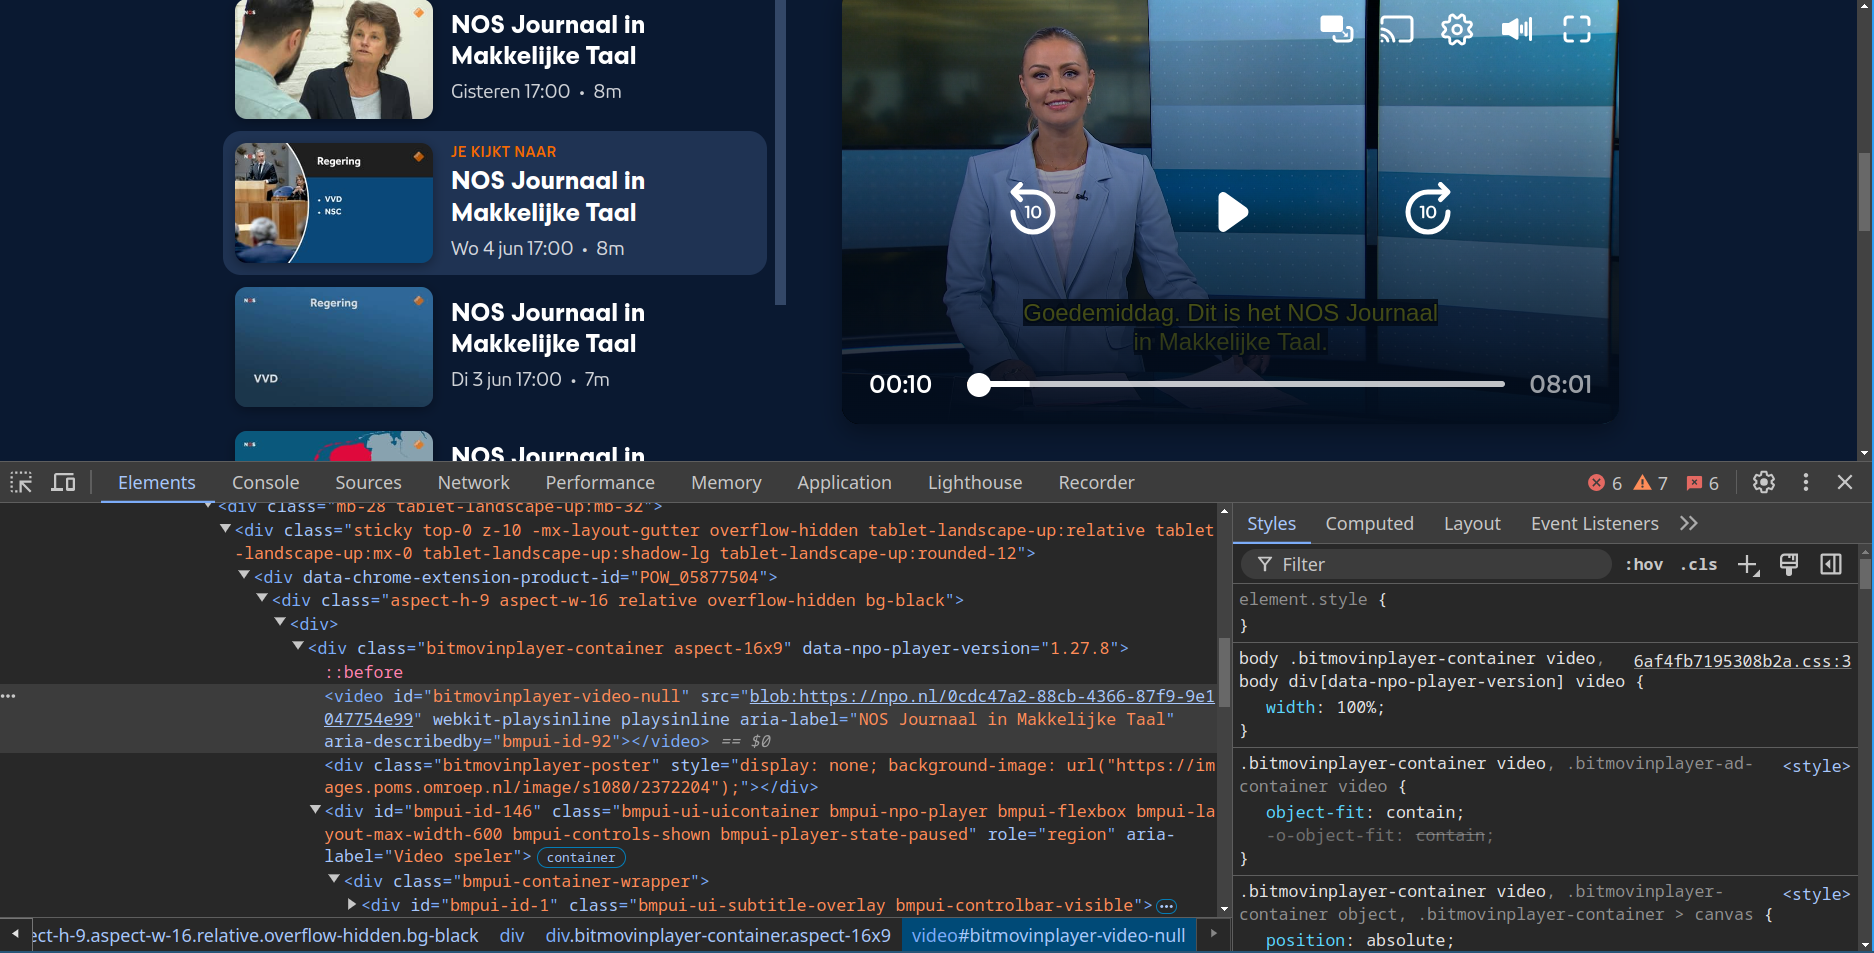 NOS Journaal in
Makkelijke Taal
Gisteren 17:00 • 8m
NOS
Regering
• VVD
• NSC
JE KIJKT NAAR
NOS Journaal in
Makkelijke Taal
Wo 4 jun 17:00 • 8m
NOS
Regering
VVD
NOS Journaal in
Makkelijke Taal
Di 3 jun 17:00 • 7m
NOS
NOS Journaal in
10
10
Goedemiddag. Dit is het NOS Journaal
in Makkelijke Taal.
00:10
08:01
Elements Console Sources Network Performance Memory Application Lighthouse Recorder 6 7 6
<div class="mb-28 tablet-landscape-up:mb-32">
<div class="sticky top-0 z-10 -mx-layout-gutter overflow-hidden tablet-landscape-up:relative tablet
-landscape-up:mx-0 tablet-landscape-up:shadow-lg tablet-landscape-up:rounded-12">
<div data-chrome-extension-product-id="POW_05877504">
<div class="aspect-h-9 aspect-w-16 relative overflow-hidden bg-black">
<div>
<div class="bitmovinplayer-container aspect-16x9" data-npo-player-version="1.27.8">
::before
<video id="bitmovinplayer-video-null" src="blob:https://npo.nl/0cdc47a2-88cb-4366-87f9-9e1
047754e99" webkit-playsinline playsinline aria-label="NOS Journaal in Makkelijke Taal"
aria-describedby="bmpui-id-92"></video> == $0
<div class="bitmovinplayer-poster" style="display: none; background-image: url("https://im
ages.poms.omroep.nl/image/s1080/2372204");"></div>
<div id="bmpui-id-146" class="bmpui-ui-uicontainer bmpui-npo-player bmpui-flexbox bmpui-la
yout-max-width-600 bmpui-controls-shown bmpui-player-state-paused" role="region" aria-
label="Video speler"> container
<div class="bmpui-container-wrapper">
<div id="bmpui-id-1" class="bmpui-ui-subtitle-overlay bmpui-controlbar-visible">
ect-h-9.aspect-w-16.relative.overflow-hidden.bg-black div div.bitmovinplayer-container.aspect-16x9 video#bitmovinplayer-video-null
Styles Computed Layout Event Listeners
Filter :hov .cls
element.style {
}
body .bitmovinplayer-container video, 6af4fb7195308b2a.css:3
body div[data-npo-player-version] video {
width: 100%;
}
.bitmovinplayer-container video, .bitmovinplayer-ad- <style>
container video {
object-fit: contain;
-o-object-fit: contain;
}
.bitmovinplayer-container video, .bitmovinplayer- <style>
container object, .bitmovinplayer-container > canvas {
position: absolute;